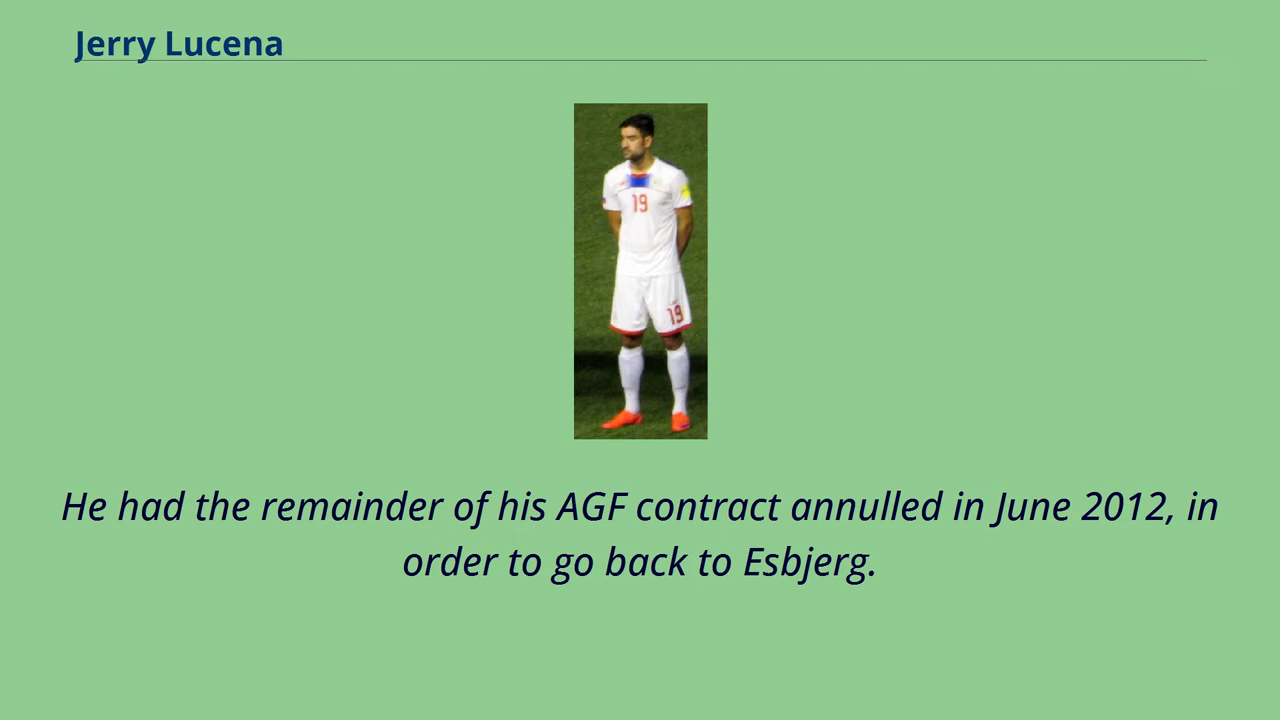 Jerry Lucena
19
19
He had the remainder of his AGF contract annulled in June 2012, in
order to go back to Esbjerg.